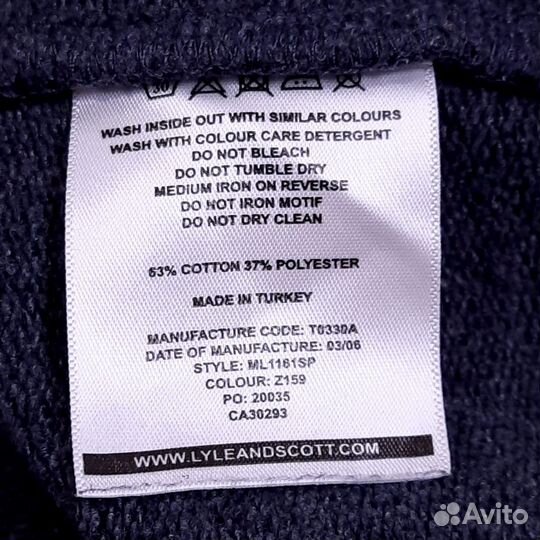 30
WASH INSIDE OUT WITH SIMILAR COLOURS
WASH WITH COLOUR CARE DETERGENT
DO NOT BLEACH
DO NOT TUMBLE DRY
MEDIUM IRON ON REVERSE
DO NOT IRON MOTIF
DO NOT DRY CLEAN
63% COTTON 37% POLYESTER
MADE IN TURKEY
MANUFACTURE CODE: T0330A
DATE OF MANUFACTURE: 03/06
STYLE: ML1161SP
COLOUR: Z159
PO: 20035
CA30293
WWW.LYLEANDSCOTT.COM
Avito